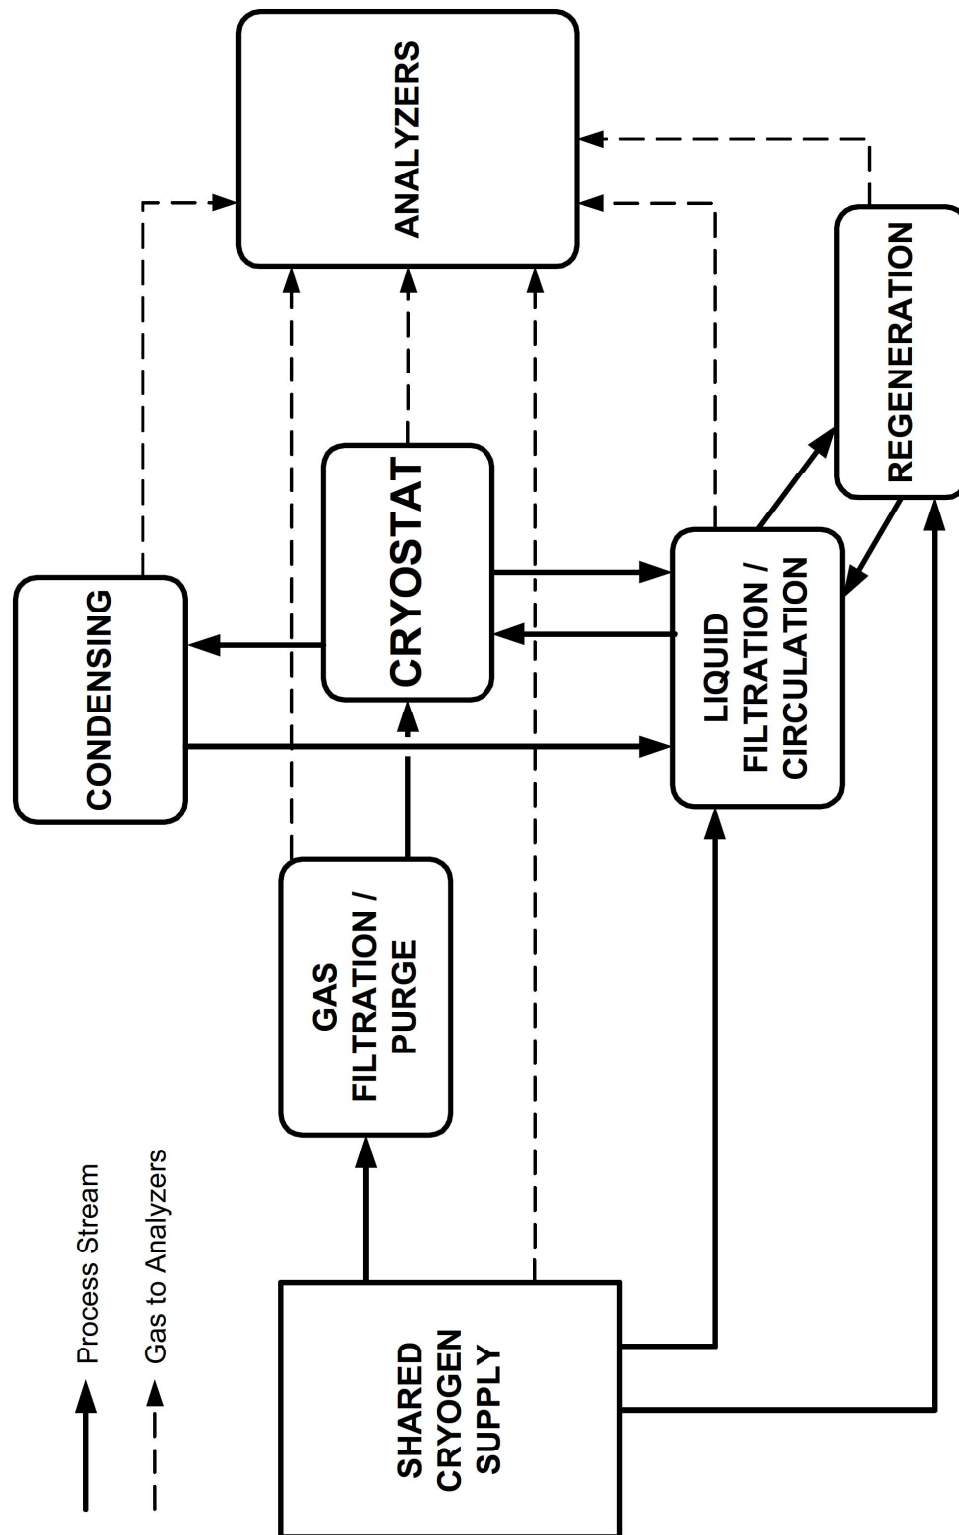 Process Stream
Gas to Analyzers
SHARED
CRYOGEN
SUPPLY
GAS
FILTRATION /
PURGE
CONDENSING
CRYOSTAT
LIQUID
FILTRATION /
CIRCULATION
REGENERATION
ANALYZERS